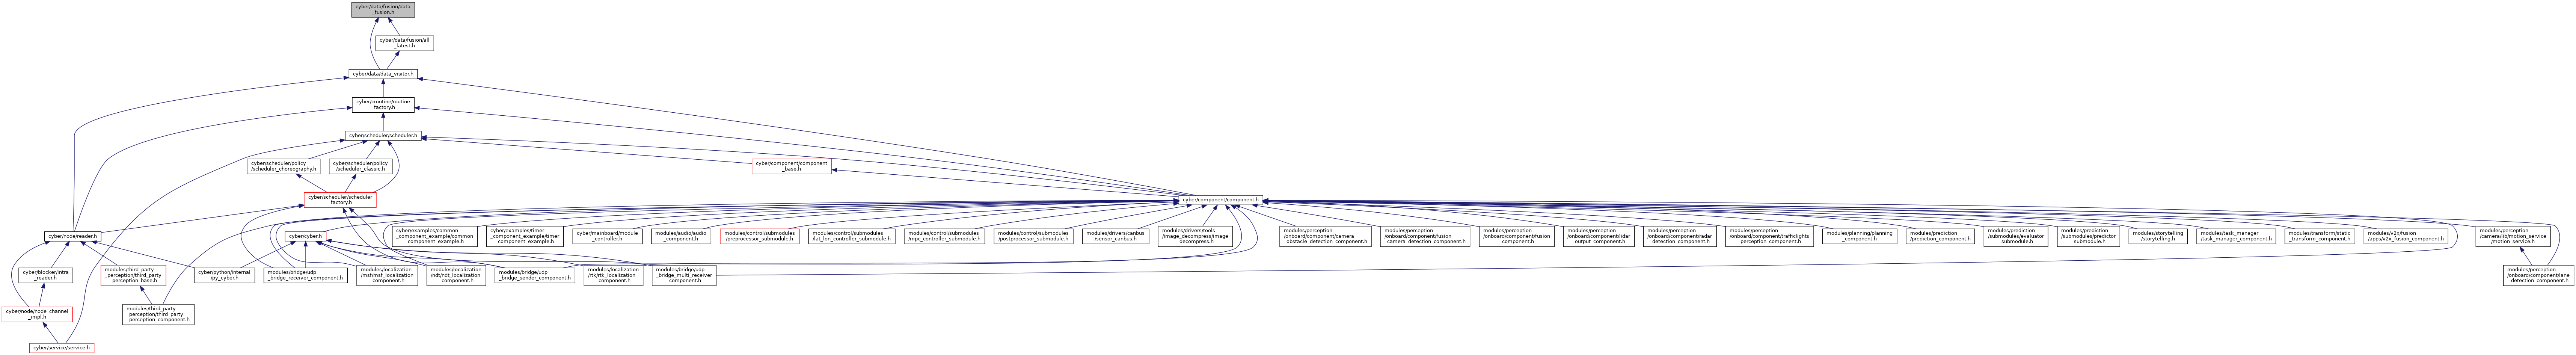 cyber/data/fusion/data
_fusion.h
cyber/data/fusion/all
_latest.h
cyber/data/data_visitor.h
cyber/croutine/routine
_factory.h
cyber/scheduler/scheduler.h
cyber/scheduler/policy
/scheduler_choreography.h
cyber/scheduler/policy
/scheduler_classic.h
cyber/component/component
_base.h
cyber/scheduler/scheduler
_factory.h
cyber/component/component.h
cyber/node/reader.h
cyber/cyber.h
cyber/examples/common
_component_example/common
_component_example.h
cyber/examples/timer
_component_example/timer
_component_example.h
cyber/mainboard/module
_controller.h
modules/audio/audio
_component.h
modules/control/submodules
/preprocessor_submodule.h
modules/control/submodules
/lat_lon_controller_submodule.h
modules/control/submodules
/mpc_controller_submodule.h
modules/control/submodules
/postprocessor_submodule.h
modules/drivers/canbus
/sensor_canbus.h
modules/drivers/tools
/image_decompress/image
_decompress.h
modules/perception
/onboard/component/camera
_obstacle_detection_component.h
modules/perception
/onboard/component/fusion
_camera_detection_component.h
modules/perception
/onboard/component/fusion
_component.h
modules/perception
/onboard/component/lidar
_output_component.h
modules/perception
/onboard/component/radar
_detection_component.h
modules/perception
/onboard/component/trafficlights
_perception_component.h
modules/planning/planning
_component.h
modules/prediction
/prediction_component.h
modules/prediction
/submodules/evaluator
_submodule.h
modules/prediction
/submodules/predictor
_submodule.h
modules/storytelling
/storytelling.h
modules/task_manager
/task_manager_component.h
modules/transform/static
_transform_component.h
modules/v2x/fusion
/apps/v2x_fusion_component.h
modules/perception
/camera/lib/motion_service
/motion_service.h
cyber/blocker/intra
_reader.h
modules/third_party
_perception/third_party
_perception_base.h
cyber/python/internal
/py_cyber.h
modules/bridge/udp
_bridge_receiver_component.h
modules/localization
/msf/msf_localization
_component.h
modules/localization
/ndt/ndt_localization
_component.h
modules/bridge/udp
_bridge_sender_component.h
modules/localization
/rtk/rtk_localization
_component.h
modules/bridge/udp
_bridge_multi_receiver
_component.h
modules/perception
/onboard/component/lane
_detection_component.h
cyber/node/node_channel
_impl.h
modules/third_party
_perception/third_party
_perception_component.h
cyber/service/service.h